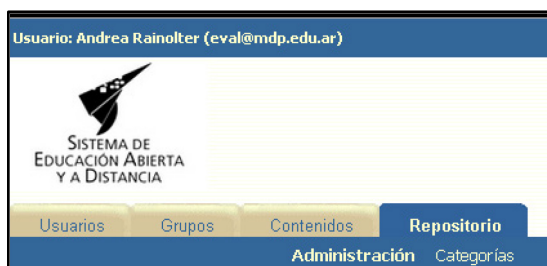 Usuario: Andrea Rainolter (eval@mdp.edu.ar)
SISTEMA DE
EDUCACIÓN ABIERTA
Y A DISTANCIA
Usuarios Grupos Contenidos Repositorio
Administración Categorías